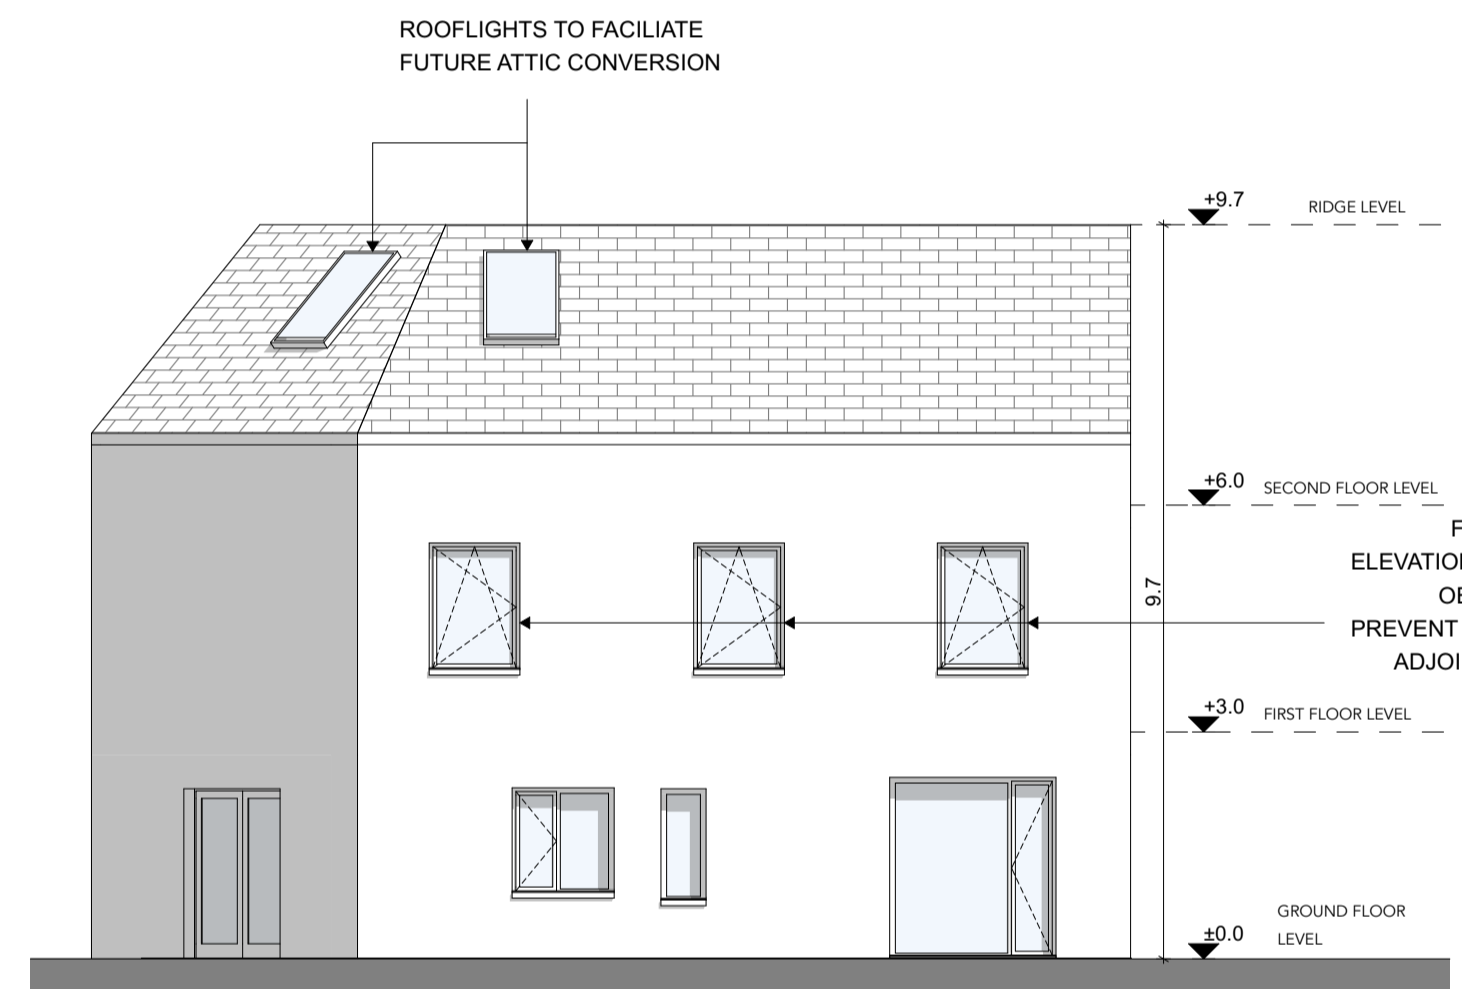 ROOFLIGHTS TO FACILIATE
FUTURE ATTIC CONVERSION
+9.7 RIDGE LEVEL
+6.0 SECOND FLOOR LEVEL
F
ELEVATIO
OB
9.7
PREVENT
ADJOI
+3.0 FIRST FLOOR LEVEL
GROUND FLOOR
±0.0 LEVEL